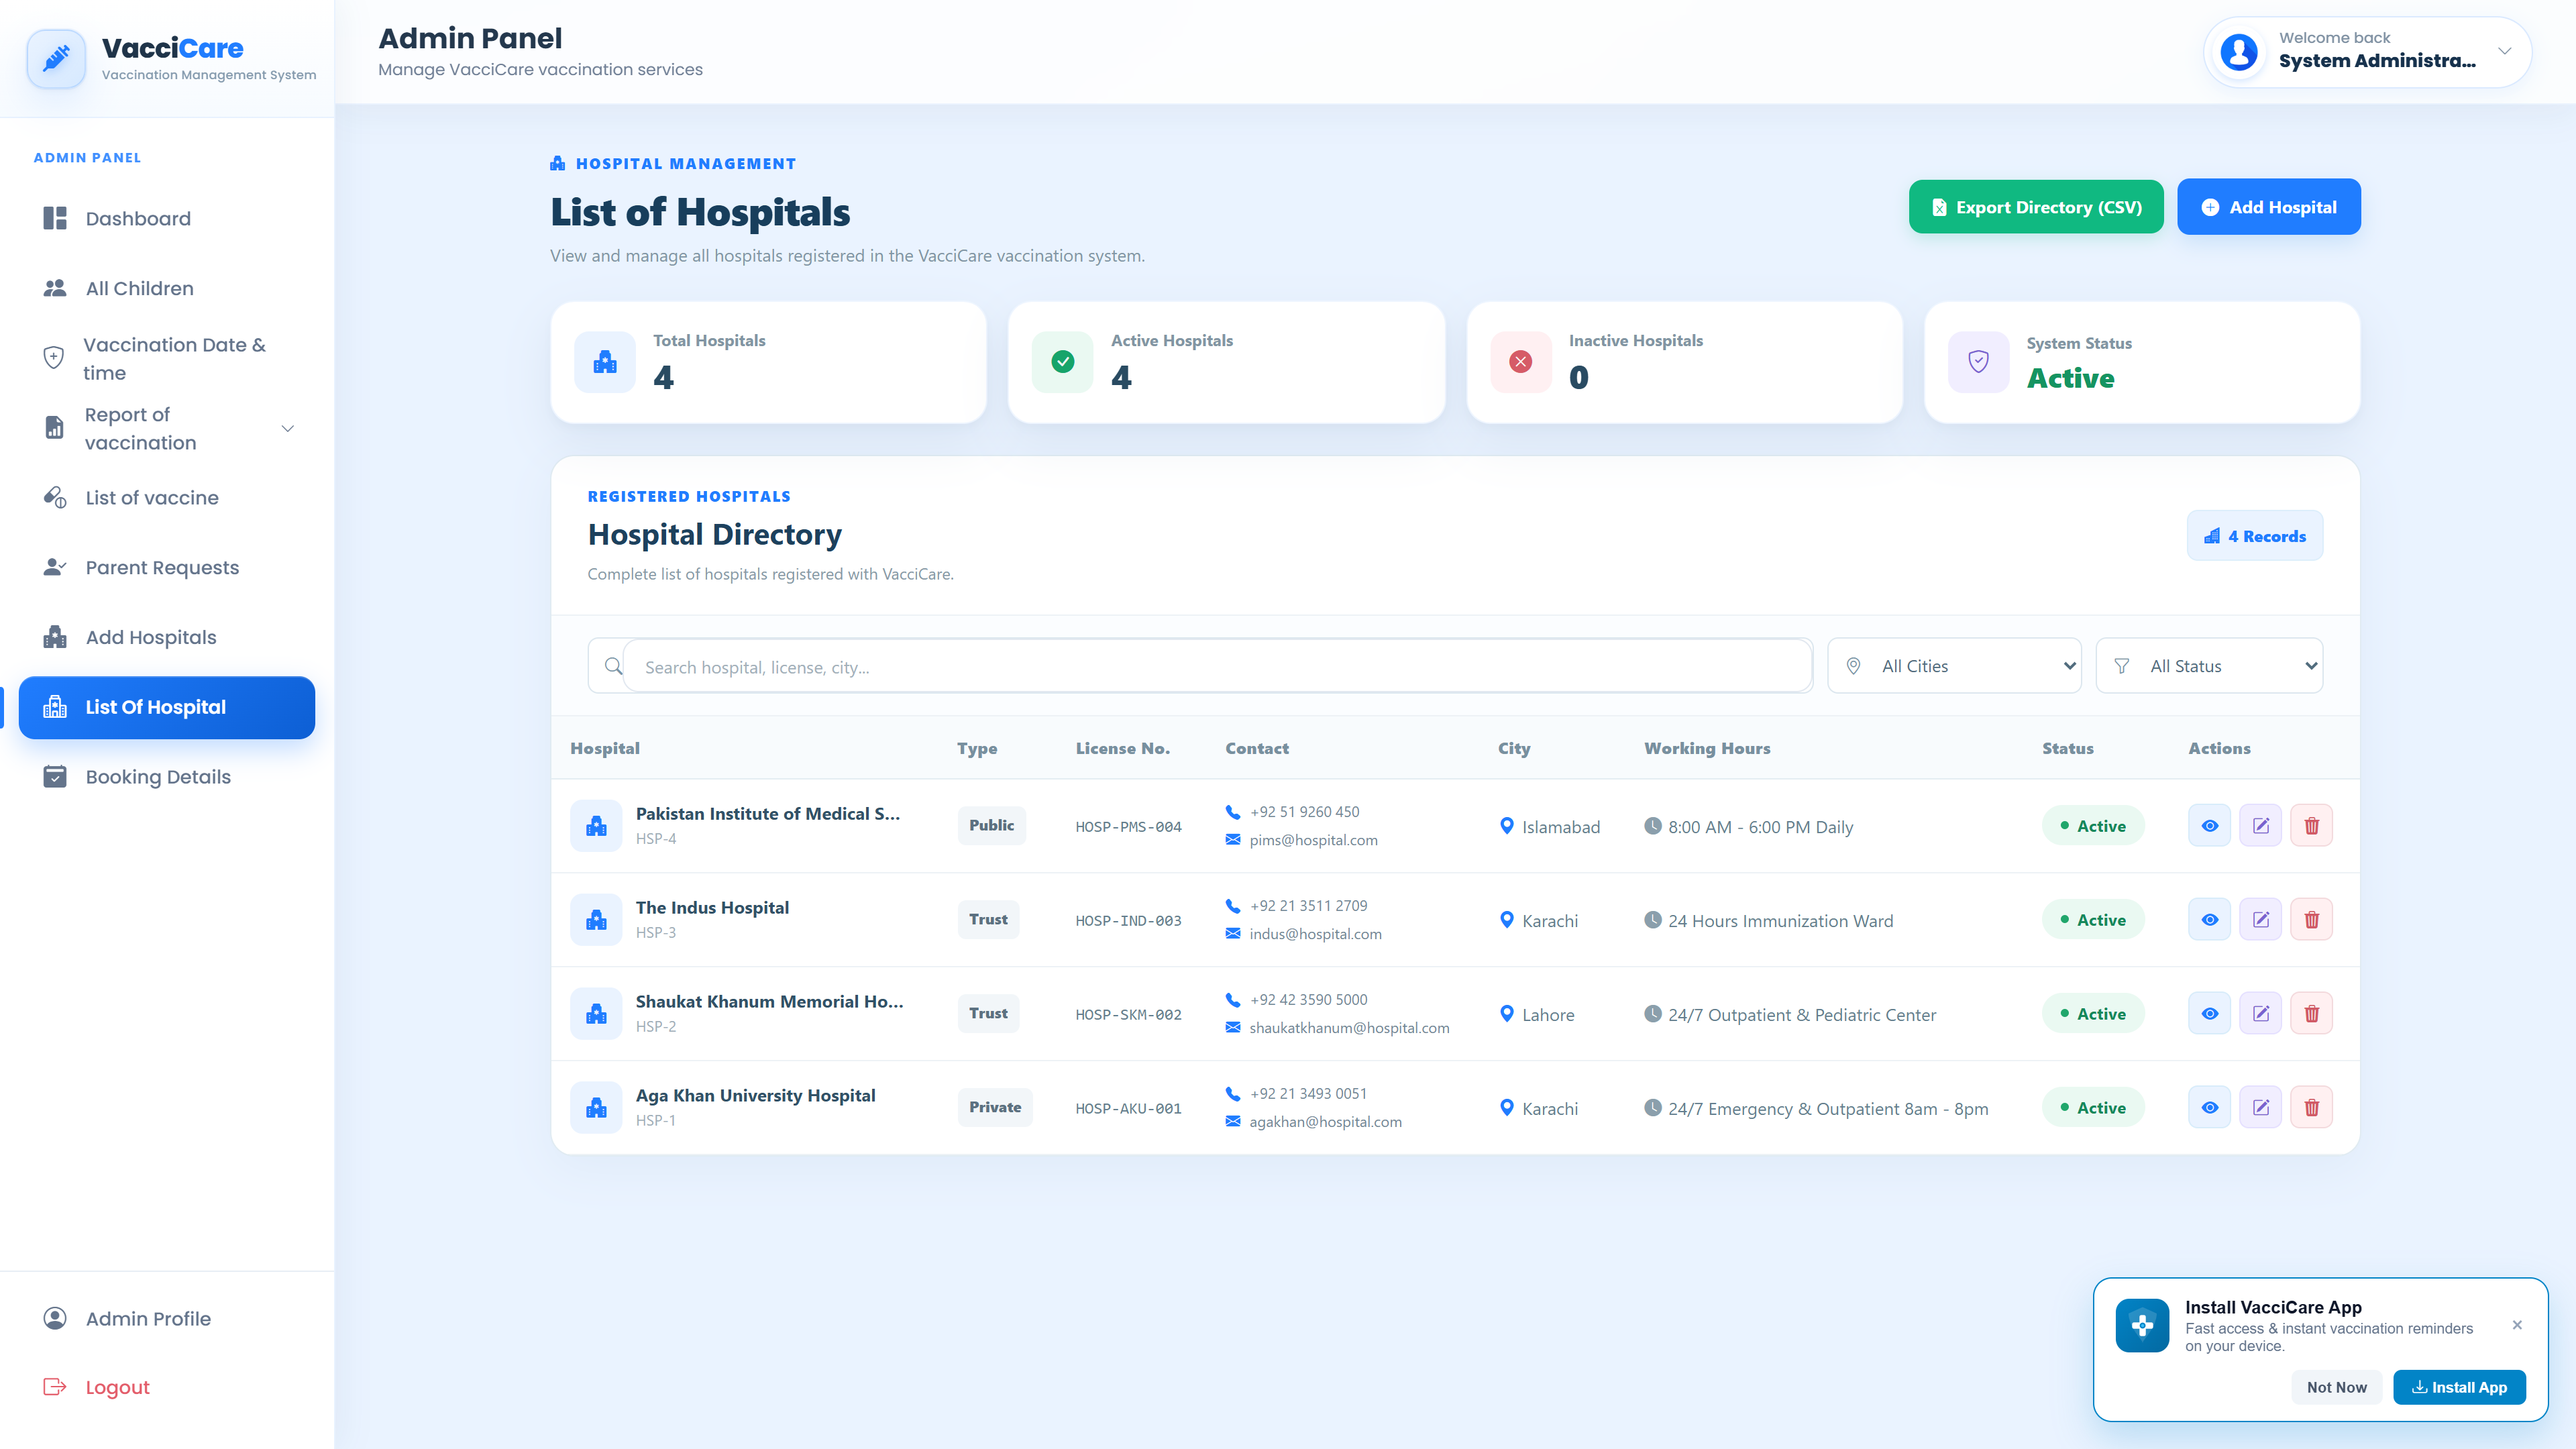 VacciCare
Vaccination Management System
ADMIN PANEL
Dashboard
All Children
Vaccination Date &
time
Report of
vaccination
List of vaccine
Parent Requests
Add Hospitals
List Of Hospital
Booking Details
Admin Profile
Logout
Admin Panel
Manage VacciCare vaccination services
Welcome back
System Administra...
HOSPITAL MANAGEMENT
List of Hospitals
View and manage all hospitals registered in the VacciCare vaccination system.
Export Directory (CSV)
Add Hospital
Total Hospitals
4
Active Hospitals
4
Inactive Hospitals
0
System Status
Active
REGISTERED HOSPITALS
Hospital Directory
Complete list of hospitals registered with VacciCare.
4 Records
Search hospital, license, city...
All Cities
All Status
Hospital Type License No. Contact City Working Hours Status Actions
Pakistan Institute of Medical S...
HSP-4
Public
HOSP-PMS-004
+92 51 9260 450
pims@hospital.com
Islamabad
8:00 AM - 6:00 PM Daily
Active
The Indus Hospital
HSP-3
Trust
HOSP-IND-003
+92 21 3511 2709
indus@hospital.com
Karachi
24 Hours Immunization Ward
Active
Shaukat Khanum Memorial Ho...
HSP-2
Trust
HOSP-SKM-002
+92 42 3590 5000
shaukatkhanum@hospital.com
Lahore
24/7 Outpatient & Pediatric Center
Active
Aga Khan University Hospital
HSP-1
Private
HOSP-AKU-001
+92 21 3493 0051
agakhan@hospital.com
Karachi
24/7 Emergency & Outpatient 8am - 8pm
Active
Install VacciCare App
Fast access & instant vaccination reminders
on your device.
Not Now
Install App